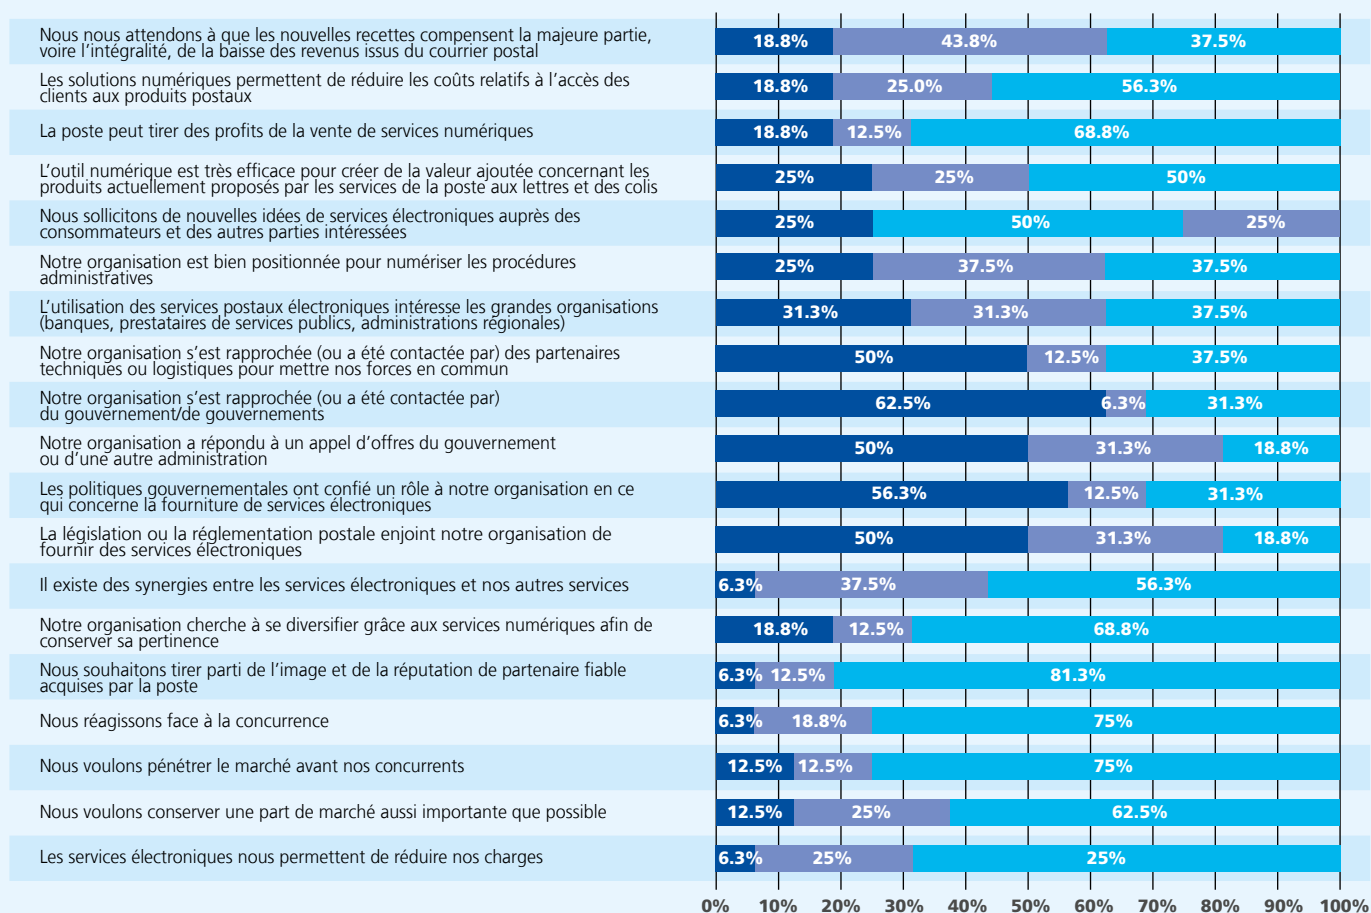 Nous nous attendons à que les nouvelles recettes compensent la majeure partie,
voire l'intégralité, de la baisse des revenus issus du courrier postal
18.8% 43.8% 37.5%
Les solutions numériques permettent de réduire les coûts relatifs à l'accès des
clients aux produits postaux
18.8% 25.0% 56.3%
La poste peut tirer des profits de la vente de services numériques
18.8% 12.5% 68.8%
L'outil numérique est très efficace pour créer de la valeur ajoutée concernant les
produits actuellement proposés par les services de la poste aux lettres et des colis
25% 25% 50%
Nous sollicitons de nouvelles idées de services électroniques auprès des
consommateurs et des autres parties intéressées
25% 50% 25%
Notre organisation est bien positionnée pour numériser les procédures
administratives
25% 37.5% 37.5%
L'utilisation des services postaux électroniques intéresse les grandes organisations
(banques, prestataires de services publics, administrations régionales)
31.3% 31.3% 37.5%
Notre organisation s'est rapprochée (ou a été contactée par) des partenaires
techniques ou logistiques pour mettre nos forces en commun
50% 12.5% 37.5%
Notre organisation s'est rapprochée (ou a été contactée par)
du gouvernement/de gouvernements
62.5% 6.3% 31.3%
Notre organisation a répondu à un appel d'offres du gouvernement
ou d'une autre administration
50% 31.3% 18.8%
Les politiques gouvernementales ont confié un rôle à notre organisation en ce
qui concerne la fourniture de services électroniques
56.3% 12.5% 31.3%
La législation ou la réglementation postale enjoint notre organisation de
fournir des services électroniques
50% 31.3% 18.8%
Il existe des synergies entre les services électroniques et nos autres services
6.3% 37.5% 56.3%
Notre organisation cherche à se diversifier grâce aux services numériques afin de
conserver sa pertinence
18.8% 12.5% 68.8%
Nous souhaitons tirer parti de l'image et de la réputation de partenaire fiable
acquises par la poste
6.3% 12.5% 81.3%
Nous réagissons face à la concurrence
6.3% 18.8% 75%
Nous voulons pénétrer le marché avant nos concurrents
12.5% 12.5% 75%
Nous voulons conserver une part de marché aussi importante que possible
12.5% 25% 62.5%
Les services électroniques nous permettent de réduire nos charges
6.3% 25% 25%
0% 10% 20% 30% 40% 50% 60% 70% 80% 90% 100%